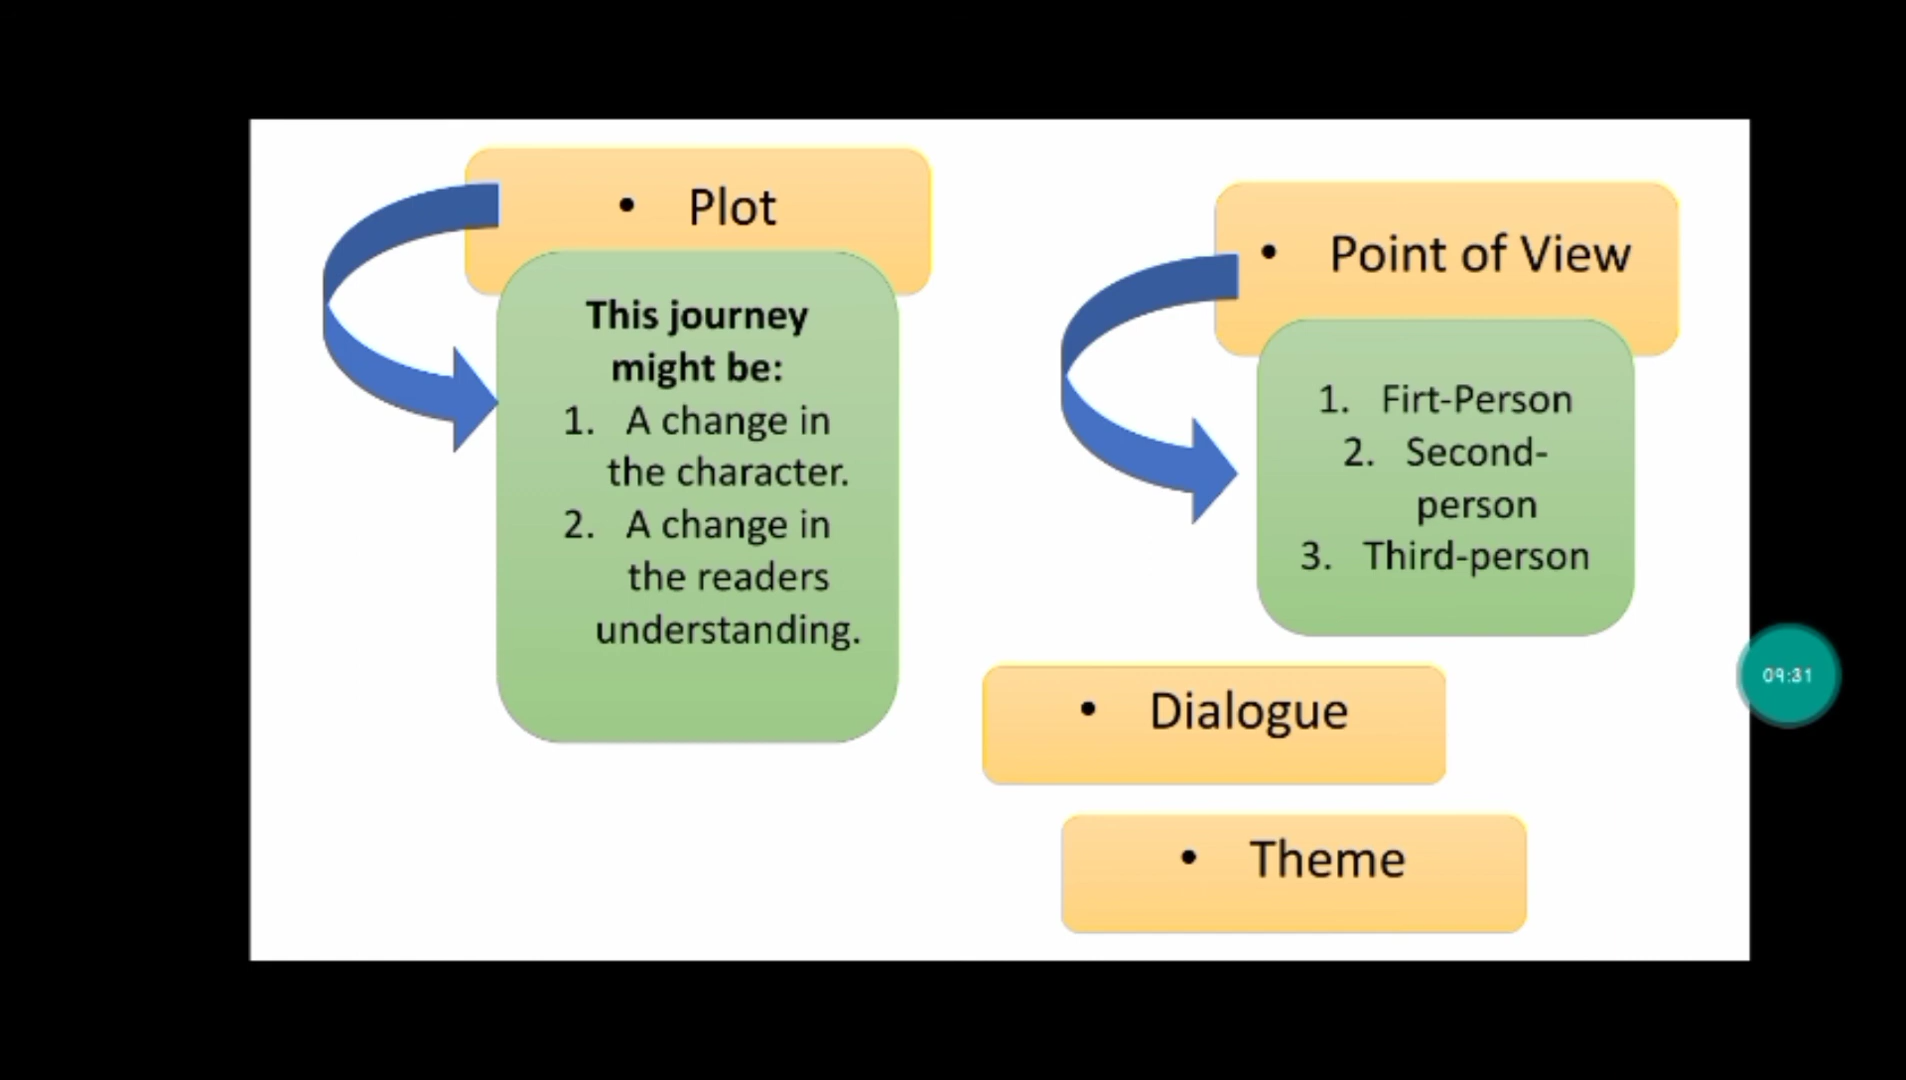 • Plot
This journey
might be:
1. A change in
the character.
2. A change in
the readers
understanding.
• Point of View
1. Firt-Person
2. Second-
person
3. Third-person
• Dialogue
• Theme
09:31